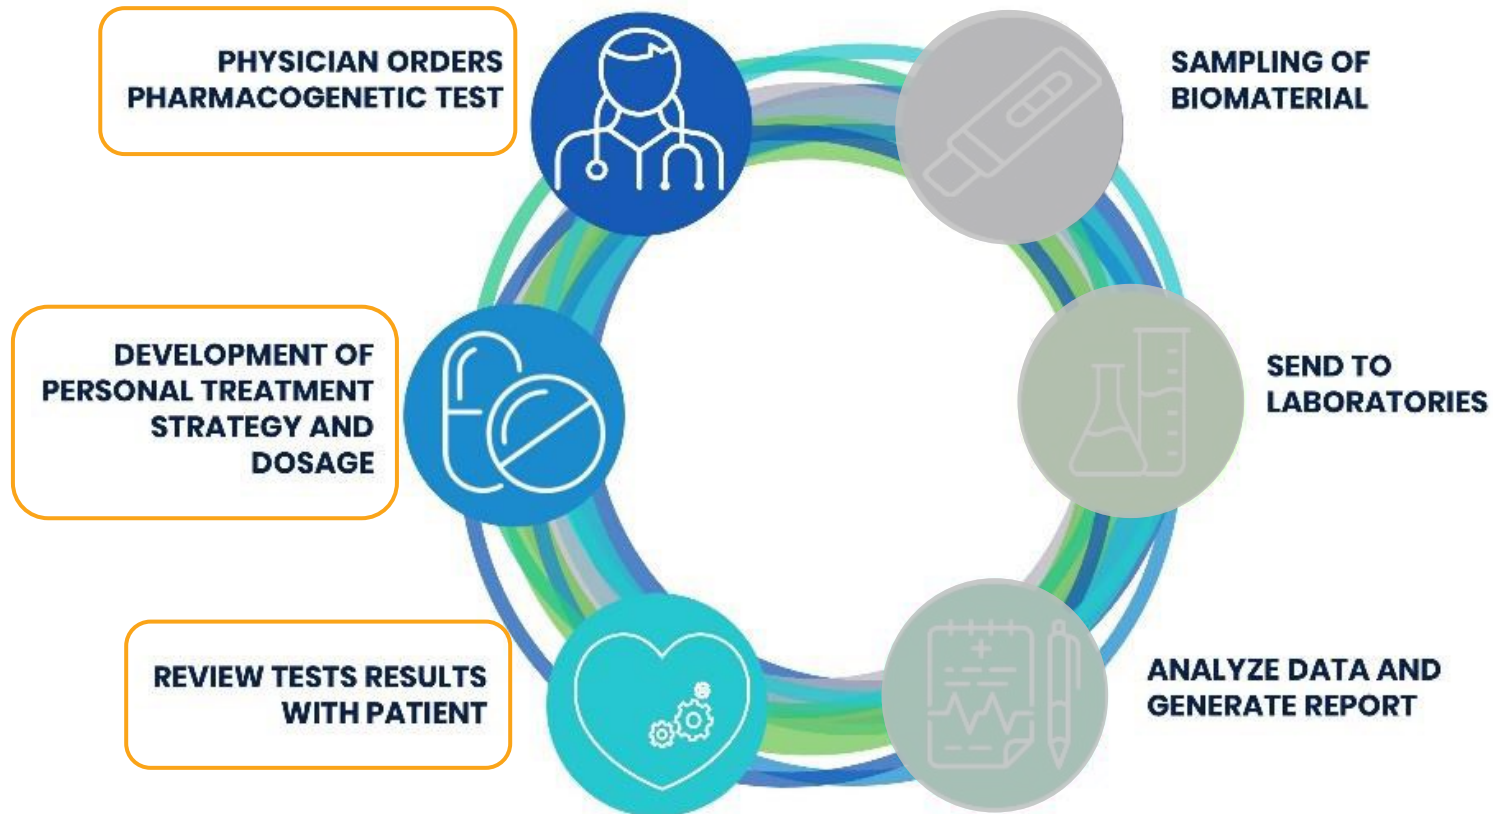 PHYSICIAN ORDERS
PHARMACOGENETIC TEST
SAMPLING OF
BIOMATERIAL
SEND TO
LABORATORIES
ANALYZE DATA AND
GENERATE REPORT
REVIEW TESTS RESULTS
WITH PATIENT
DEVELOPMENT OF
PERSONAL TREATMENT
STRATEGY AND
DOSAGE